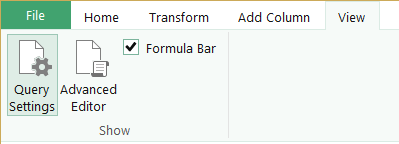 File Home Transform Add Column View
Query Settings
Advanced Editor
Formula Bar
Show